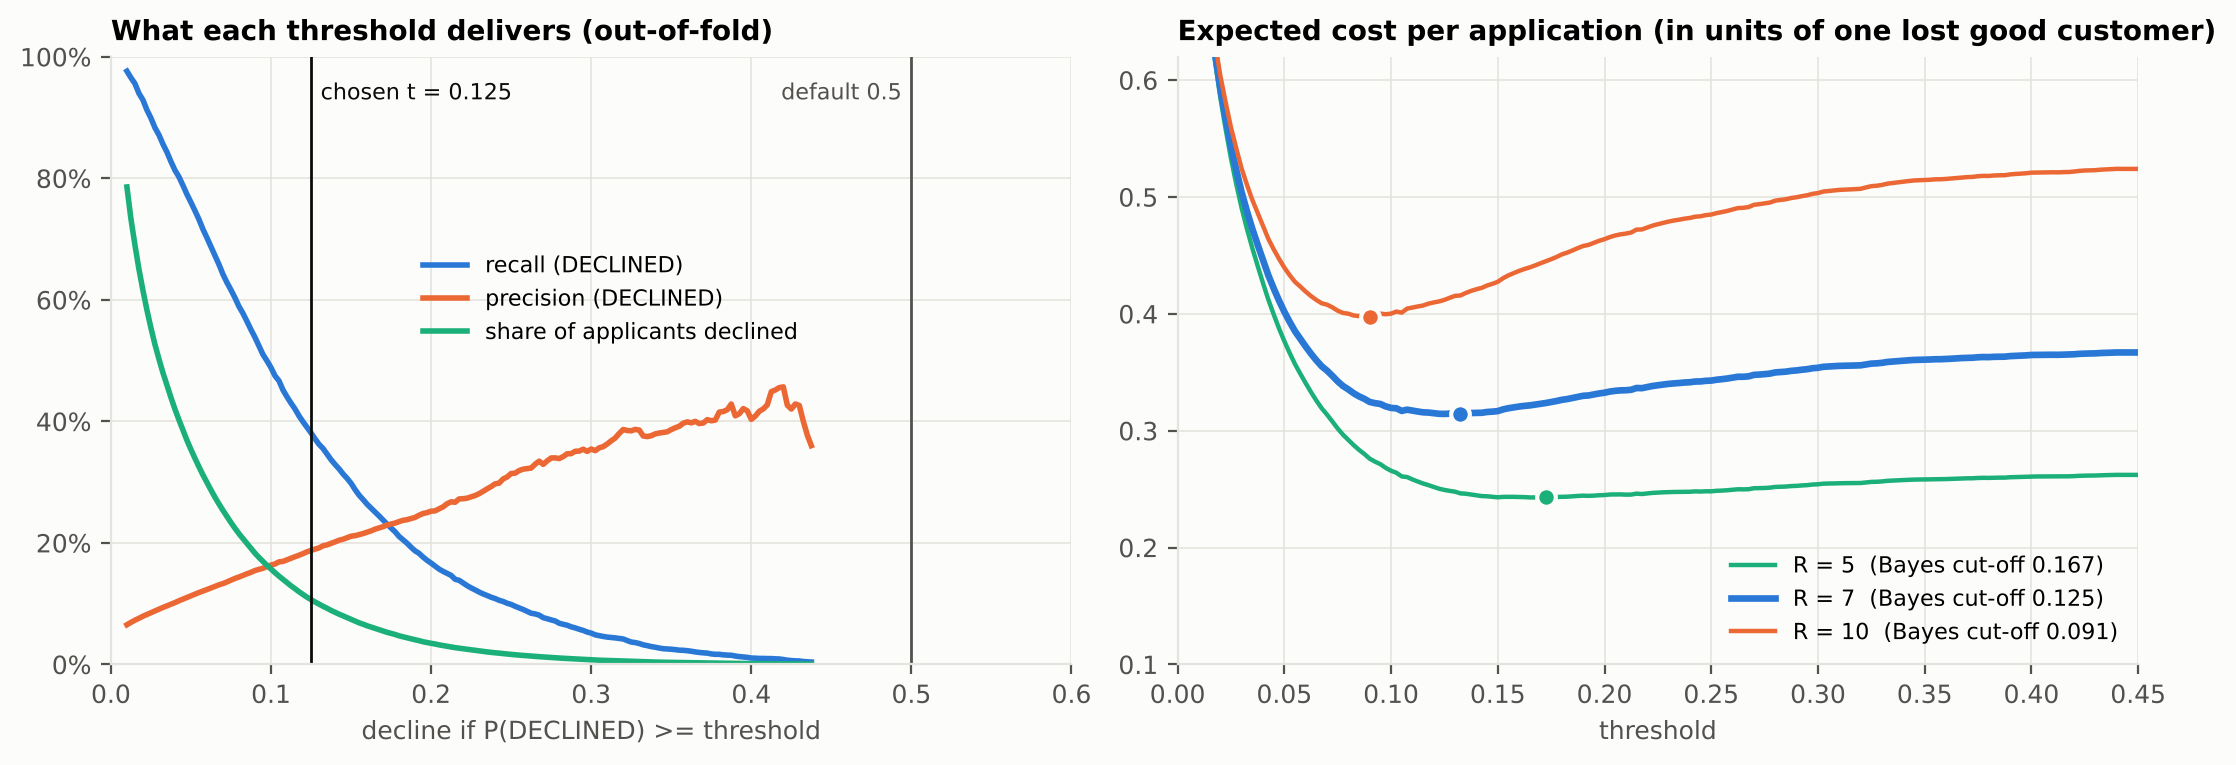 What each threshold delivers (out-of-fold)
100%
80%
60%
40%
20%
0%
chosen t = 0.125
default 0.5
recall (DECLINED)
precision (DECLINED)
share of applicants declined
0.0 0.1 0.2 0.3 0.4 0.5 0.6
decline if P(DECLINED) >= threshold
Expected cost per application (in units of one lost good customer)
0.6
0.5
0.4
0.3
0.2
0.1
R = 5 (Bayes cut-off 0.167)
R = 7 (Bayes cut-off 0.125)
R = 10 (Bayes cut-off 0.091)
0.00 0.05 0.10 0.15 0.20 0.25 0.30 0.35 0.40 0.45
threshold